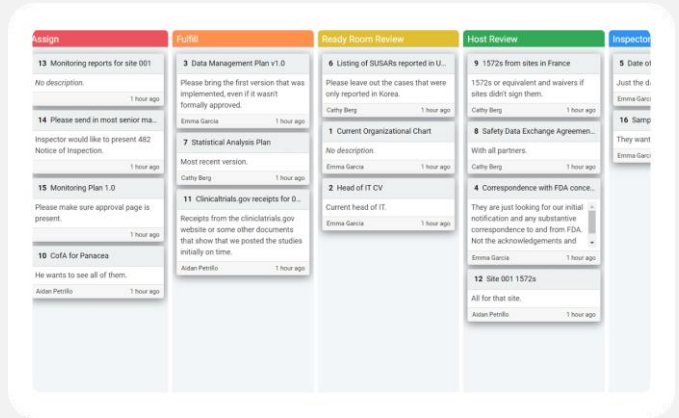 Assign
13 Monitoring reports for site 001
No description.
1 hour ago
14 Please send in most senior ma...
Inspector would like to present 482
Notice of Inspection.
1 hour ago
15 Monitoring Plan 1.0
Please make sure approval page is
present.
1 hour ago
10 CofA for Panacea
He wants to see all of them.
Aidan Petrillo 1 hour ago
Fulfill
3 Data Management Plan v1.0
Please bring the first version that was
implemented, even if it wasn't
formally approved.
Emma Garcia 1 hour ago
7 Statistical Analysis Plan
Most recent version.
Cathy Berg 1 hour ago
11 Clinicaltrials.gov receipts for 0...
Receipts from the cliniclatrials.gov
website or some other documents
that show that we posted the studies
initially on time.
Aidan Petrillo 1 hour ago
Ready Room Review
6 Listing of SUSARs reported in U...
Please leave out the cases that were
only reported in Korea.
Cathy Berg 1 hour ago
1 Current Organizational Chart
No description.
Emma Garcia 1 hour ago
2 Head of IT CV
Current head of IT.
Emma Garcia 1 hour ago
Host Review
9 1572s from sites in France
1572s or equivalent and waivers if
sites didn't sign them.
Cathy Berg 1 hour ago
8 Safety Data Exchange Agreemen...
With all partners.
Cathy Berg 1 hour ago
4 Correspondence with FDA conce...
They are just looking for our initial
notification and any substantive
correspondence to and from FDA.
Not the acknowledgements and
Emma Garcia 1 hour ago
12 Site 001 1572s
All for that site.
Aidan Petrillo 1 hour ago
Inspector
5 Date of
Just the d
Emma Garci
16 Samp
They want
Emma Garci